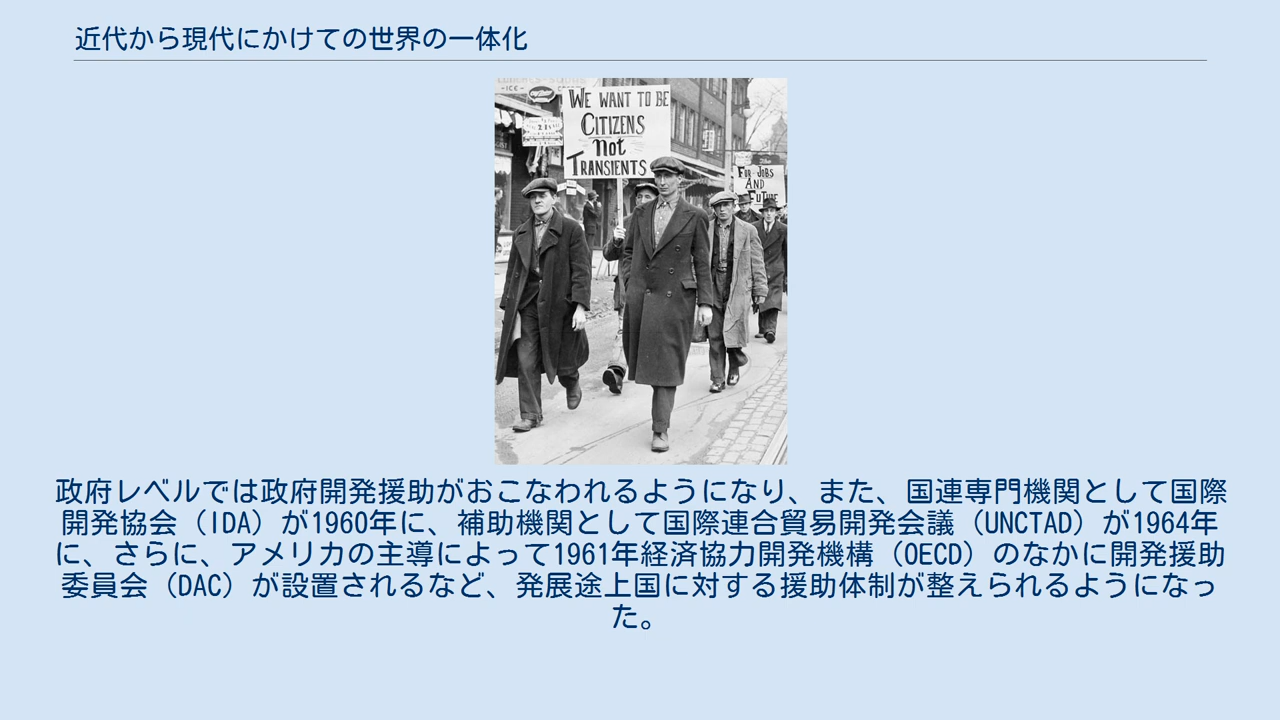 近代から現代にかけての世界の一体化
-ICE-
WE WANT TO BE
CITIZENS
Not
TRANSIENTS
FOR JOBS
AND
FUTURE
政府レベルでは政府開発援助がおこなわれるようになり、また、国連専門機関として国際
開発協会（IDA）が1960年に、補助機関として国際連合貿易開発会議（UNCTAD）が1964年
に、さらに、アメリカの主導によって1961年経済協力開発機構（OECD）のなかに開発援助
委員会（DAC）が設置されるなど、発展途上国に対する援助体制が整えられるようになっ
た。